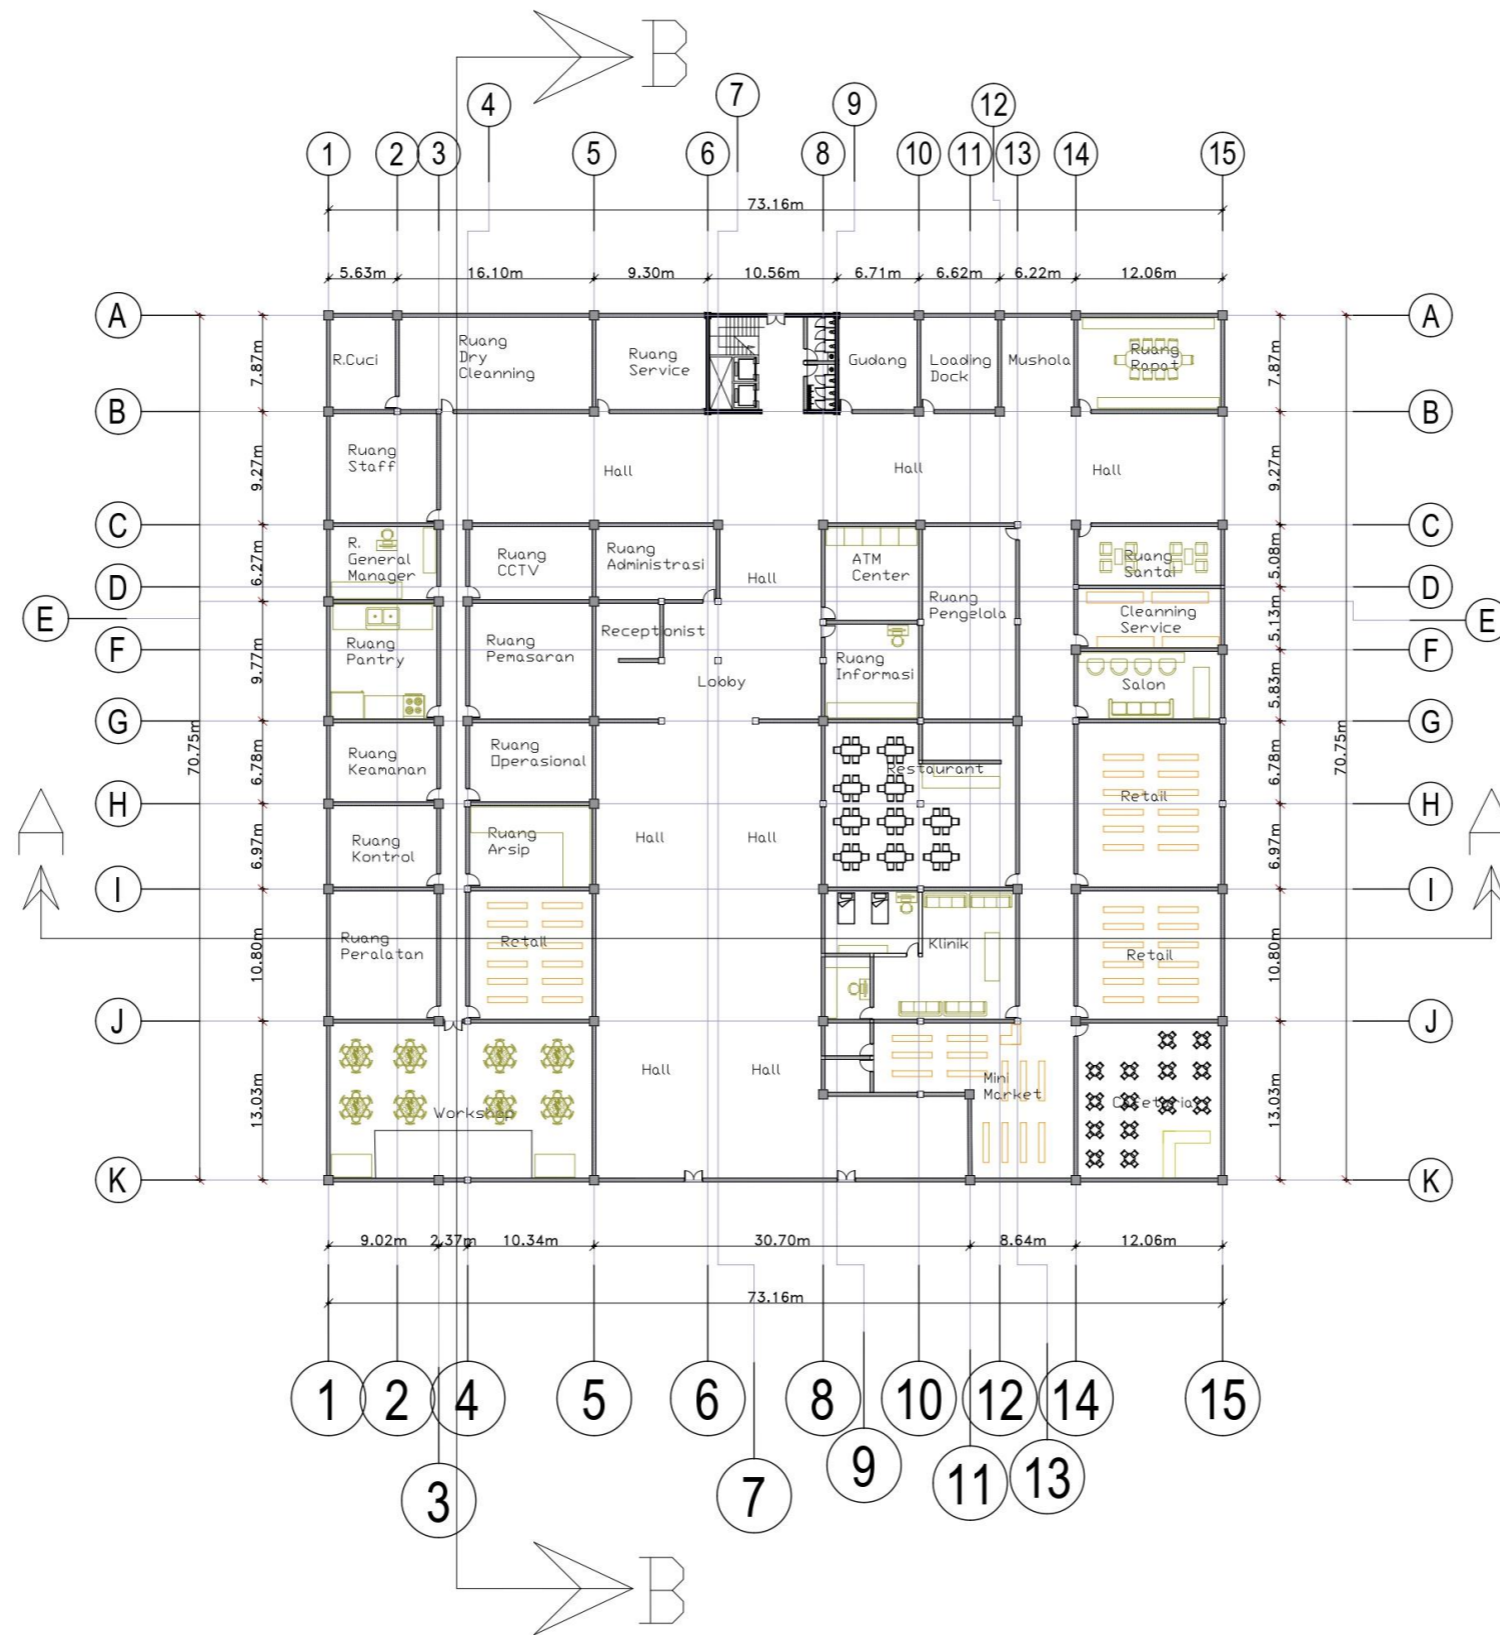 B
7 9
4 12
1 2 3 5 6 8 10 11 13 14 15
73.16m
5.63m 16.10m 9.30m 10.56m 6.71m 6.62m 6.22m 12.06m
A A
7.87m 7.87m
R.Cuci
Ruang
Dry
Cleanning
Ruang
Service
Gudang
Loading
Dock
Mushola
Ruang
Rapat
B B
9.27m 9.27m
Ruang
Staff
Hall Hall Hall
C C
6.27m 5.08m
R.
General
Manager
Ruang
CCTV
Ruang
Administrasi
Hall
ATM
Center
Ruang
Pengelola
Ruang
Santai
D D
E E
5.13m
Cleanning
Service
9.77m
Ruang
Pantry
Ruang
Pemasaran
Receptionist
Lobby
Ruang
Informasi
F F
5.83m
Salon
G G
70.75m 70.75m
6.78m 6.78m
Ruang
Keamanan
Ruang
Operasional
Restaurant
Retail
H H
A A
6.97m 6.97m
Ruang
Kontrol
Ruang
Arsip
Hall Hall
I I
10.80m 10.80m
Ruang
Peralatan
Retail
Klinik
Retail
J J
13.03m 13.03m
Hall Hall
Workshop
Mini
Market
Cafetaria
K K
9.02m 2.37m 10.34m 30.70m 8.64m 12.06m
73.16m
1 2 4 5 6 8 10 12 14 15
3 7 9 11 13
B